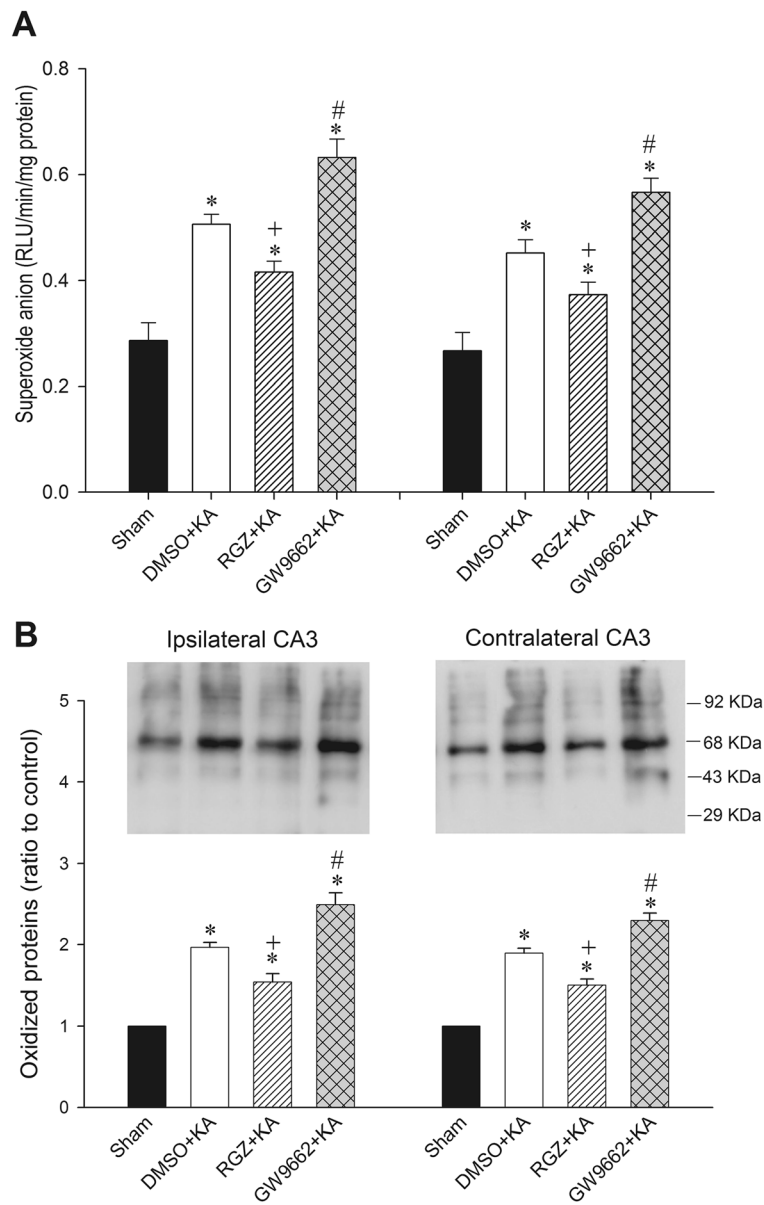 A
Superoxide anion (RLU/min/mg protein)
0.8
0.6
0.4
0.2
0.0
*
+
*
#
*
*
+
*
#
*
Sham
DMSO+KA
RGZ+KA
GW9662+KA
Sham
DMSO+KA
RGZ+KA
GW9662+KA
B
Ipsilateral CA3
Contralateral CA3
Oxidized proteins (ratio to control)
5
4
3
2
1
0
92 KDa
68 KDa
43 KDa
29 KDa
*
+
*
#
*
*
+
*
#
*
Sham
DMSO+KA
RGZ+KA
GW9662+KA
Sham
DMSO+KA
RGZ+KA
GW9662+KA